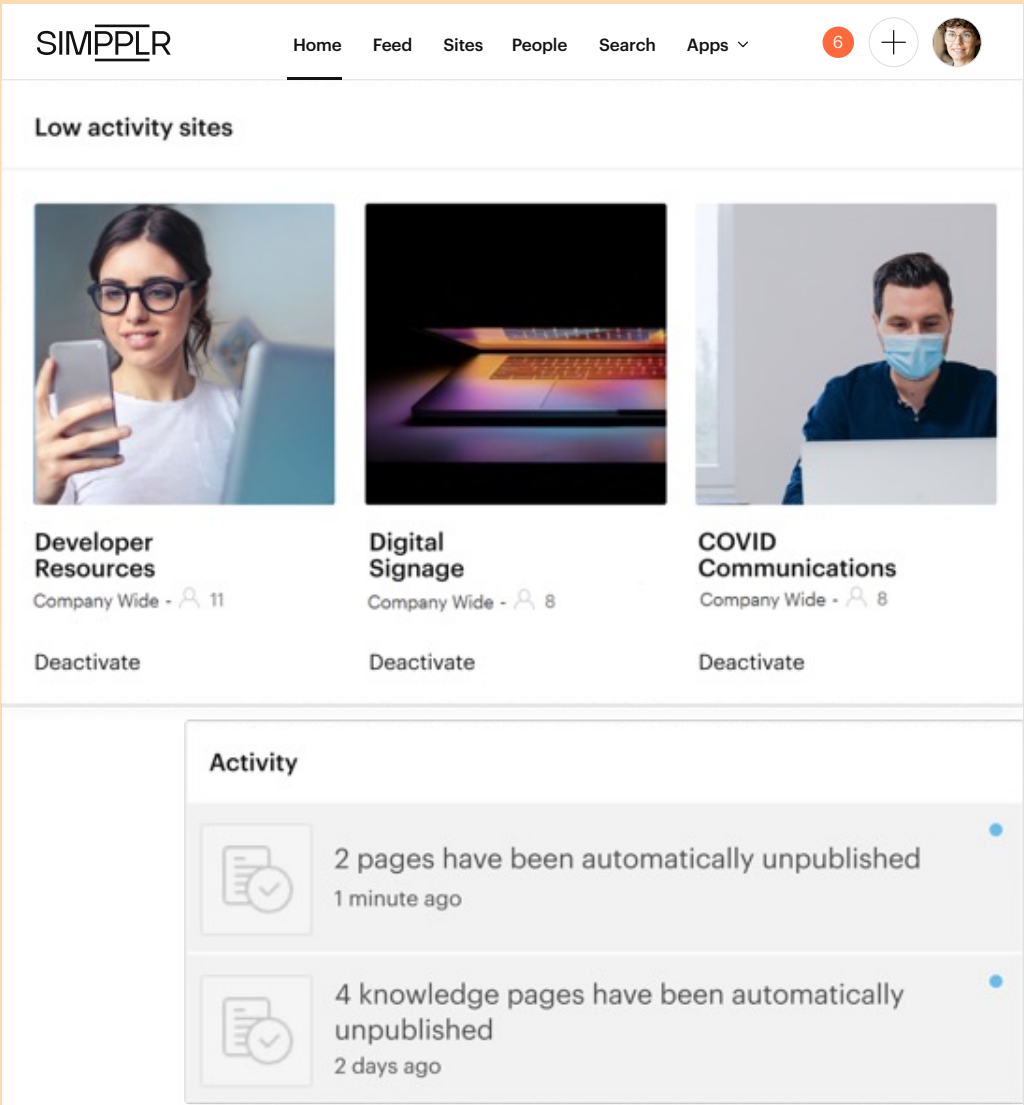 SIMPPLR
Home Feed Sites People Search Apps 6
Low activity sites
Developer
Resources
Company Wide - 11
Deactivate
Digital
Signage
Company Wide - 8
Deactivate
COVID
Communications
Company Wide - 8
Deactivate
Activity
2 pages have been automatically unpublished
1 minute ago
4 knowledge pages have been automatically
unpublished
2 days ago